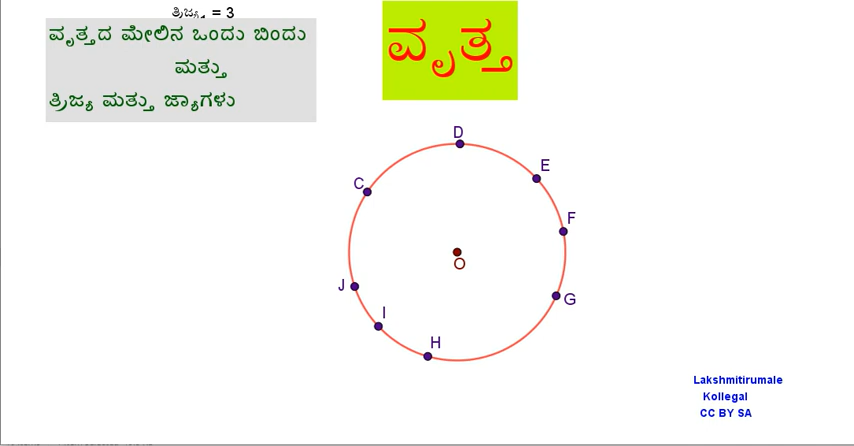 ತ್ರಿಜ್ಯ = 3
ವೃತ್ತದ ಮೇಲಿನ ಒಂದು ಬಿಂದು
ಮತ್ತು
ತ್ರಿಜ್ಯ ಮತ್ತು ಜ್ಯಾಗಳು
ವೃತ್ತ
D
E
C
F
O
J
G
I
H
Lakshmitirumale
Kollegal
CC BY SA